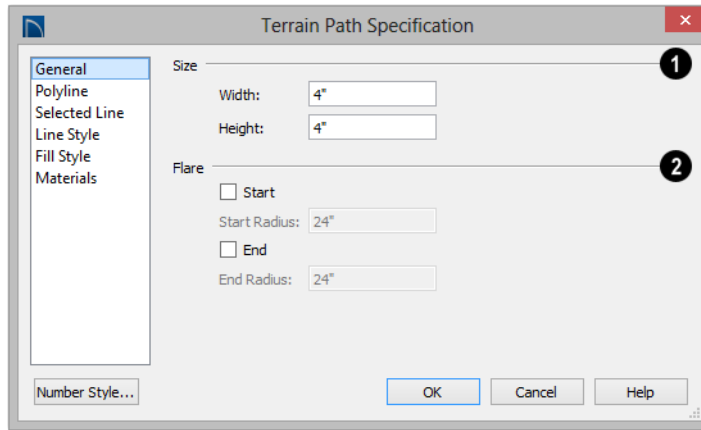 Terrain Path Specification
General
Polyline
Selected Line
Line Style
Fill Style
Materials
Size
1
Width: 4"
Height: 4"
Flare
2
Start
Start Radius: 24"
End
End Radius: 24"
Number Style...
OK
Cancel
Help